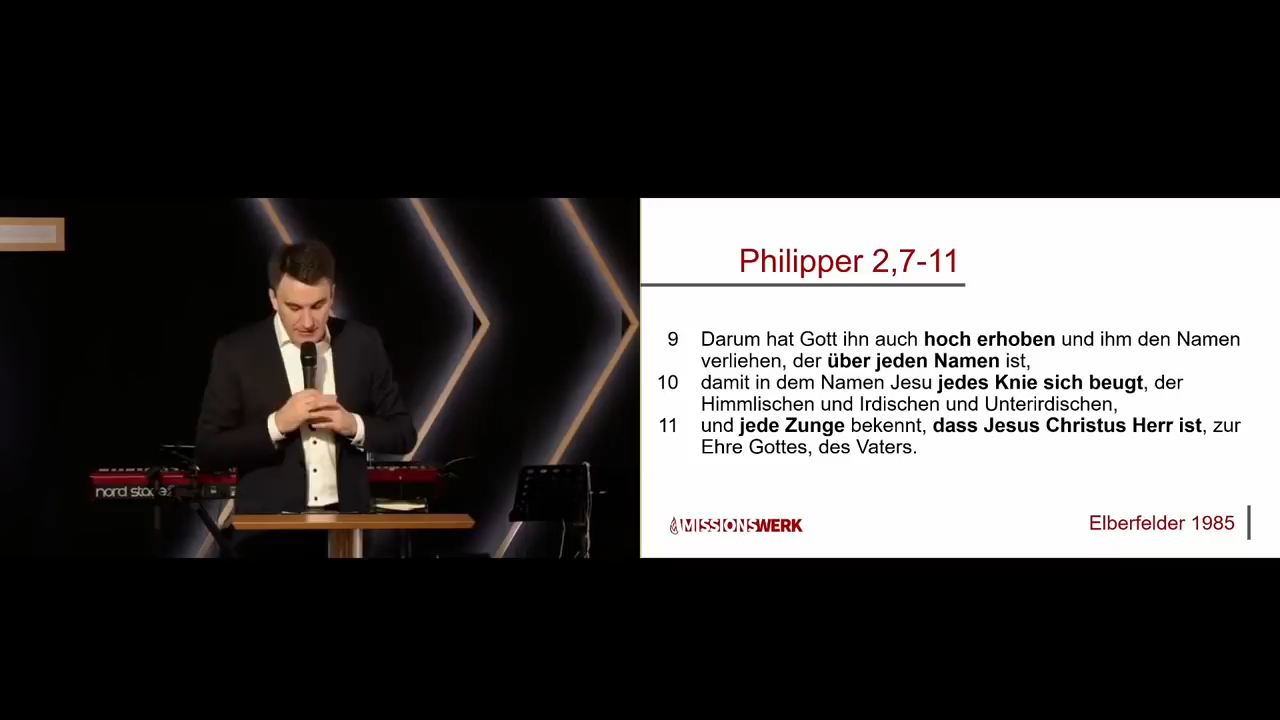 nord stage
Philipper 2,7-11
9 Darum hat Gott ihn auch hoch erhoben und ihm den Namen
verliehen, der über jeden Namen ist,
10 damit in dem Namen Jesu jedes Knie sich beugt, der
Himmlischen und Irdischen und Unterirdischen,
11 und jede Zunge bekennt, dass Jesus Christus Herr ist, zur
Ehre Gottes, des Vaters.
MISSIONSWERK
Elberfelder 1985